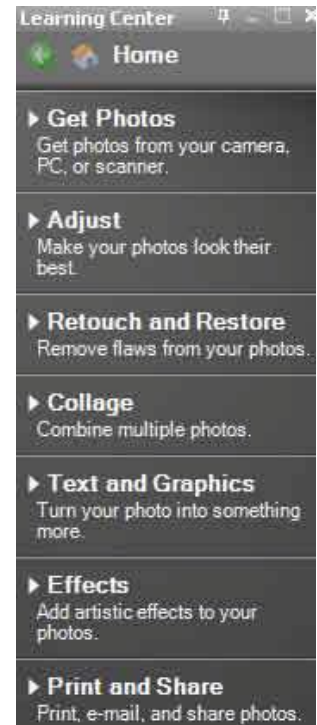 Learning Center
Home
Get Photos
Get photos from your camera,
PC, or scanner.
Adjust
Make your photos look their
best.
Retouch and Restore
Remove flaws from your photos.
Collage
Combine multiple photos.
Text and Graphics
Turn your photo into something
more.
Effects
Add artistic effects to your
photos.
Print and Share
Print, e-mail, and share photos.